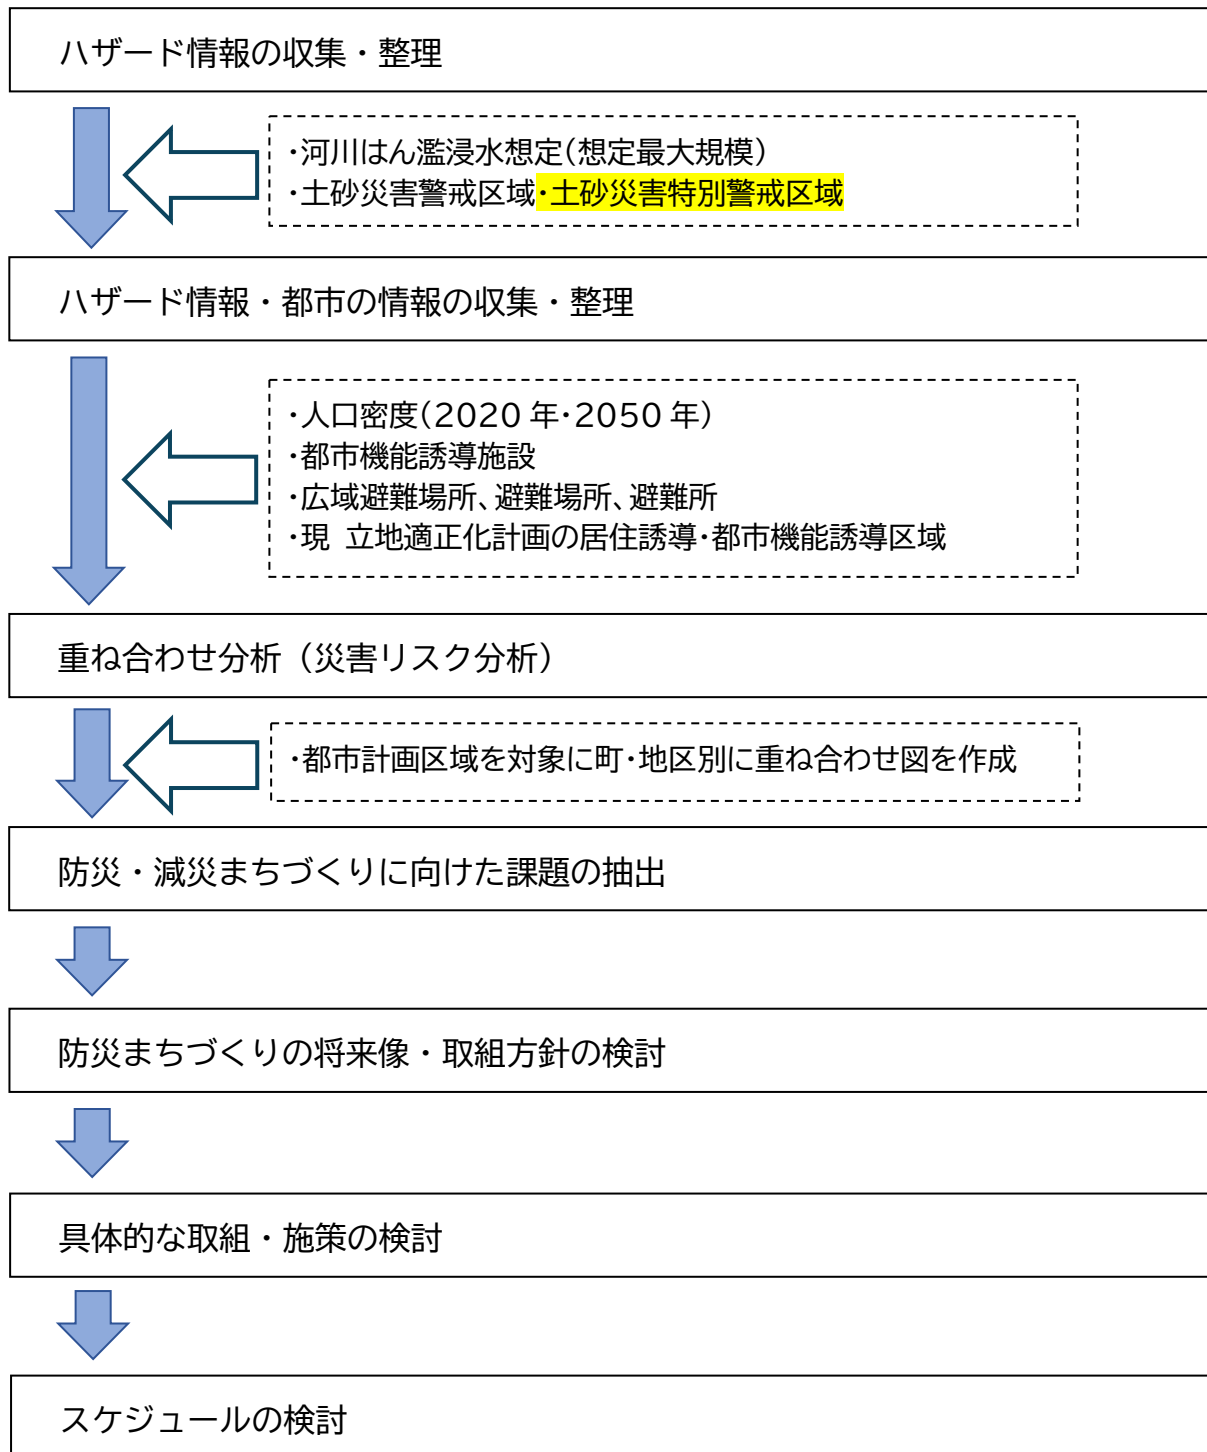 ハザード情報の収集・整理
・河川はん濫浸水想定（想定最大規模）
・土砂災害警戒区域・土砂災害特別警戒区域
ハザード情報・都市の情報の収集・整理
・人口密度（2020 年・2050 年）
・都市機能誘導施設
・広域避難場所、避難場所、避難所
・現 立地適正化計画の居住誘導・都市機能誘導区域
重ね合わせ分析（災害リスク分析）
・都市計画区域を対象に町・地区別に重ね合わせ図を作成
防災・減災まちづくりに向けた課題の抽出
防災まちづくりの将来像・取組方針の検討
具体的な取組・施策の検討
スケジュールの検討